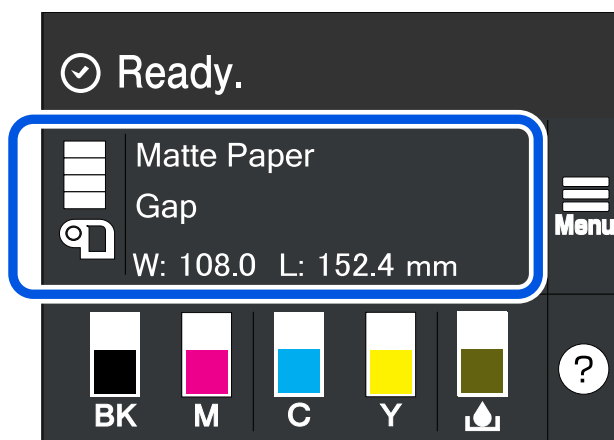 Ready.
Matte Paper
Gap
W: 108.0 L: 152.4 mm
Menu
?
BK M C Y